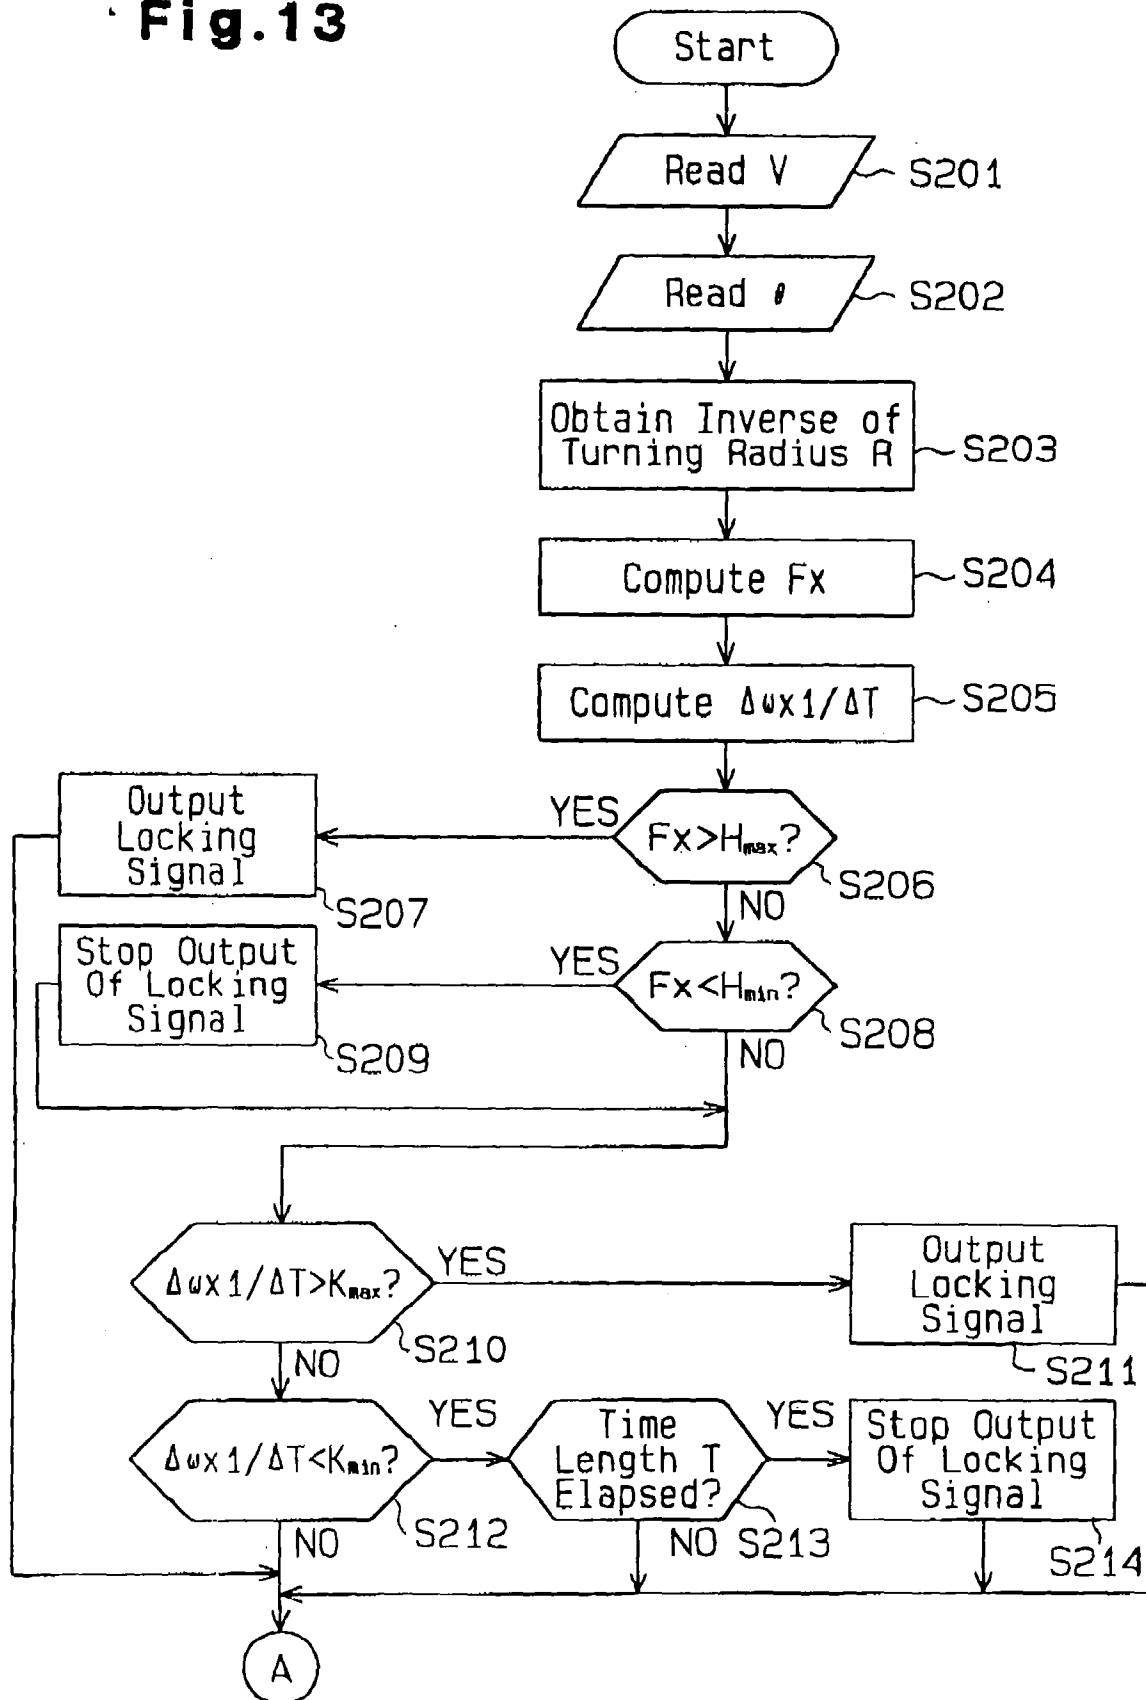 Fig.13
Start
Read V
S201
Read θ
S202
Obtain Inverse of
Turning Radius R
S203
Compute Fx
S204
Compute Δωx1/ΔT
S205
Fx>Hmax?
YES
S206
NO
Output
Locking
Signal
S207
Fx<Hmin?
YES
S208
NO
Stop Output
Of Locking
Signal
S209
Δωx1/ΔT>Kmax?
YES
S210
NO
Output
Locking
Signal
S211
Δωx1/ΔT<Kmin?
YES
S212
NO
Time
Length T
Elapsed?
YES
NO
S213
Stop Output
Of Locking
Signal
S214
A